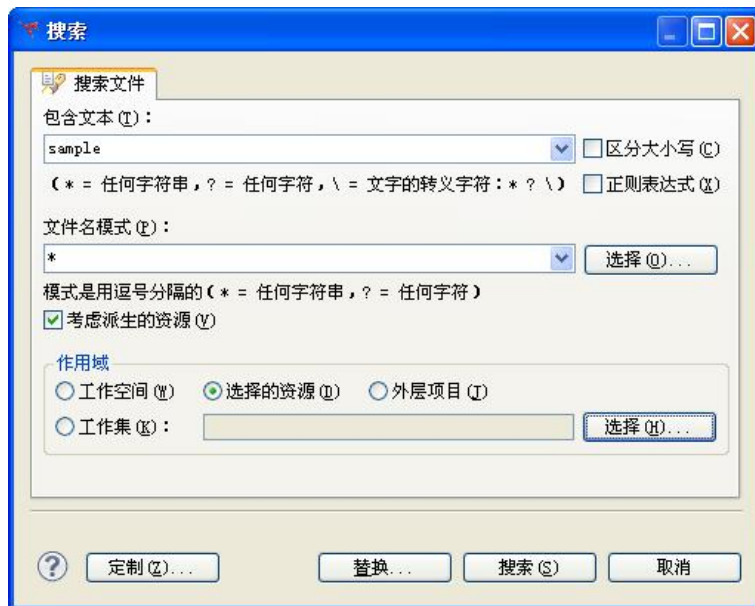 搜索
搜索文件
包含文本(T)：
sample
区分大小写(C)
(* = 任何字符串，? = 任何字符，\ = 文字的转义字符：* ? \)
正则表达式(X)
文件名模式(P)：
*
选择(O)...
模式是用逗号分隔的(* = 任何字符串，? = 任何字符)
考虑派生的资源(V)
作用域
工作空间(W) 选择的资源(D) 外层项目(J)
工作集(K)： 选择(H)...
? 定制(Z)... 替换... 搜索(S) 取消